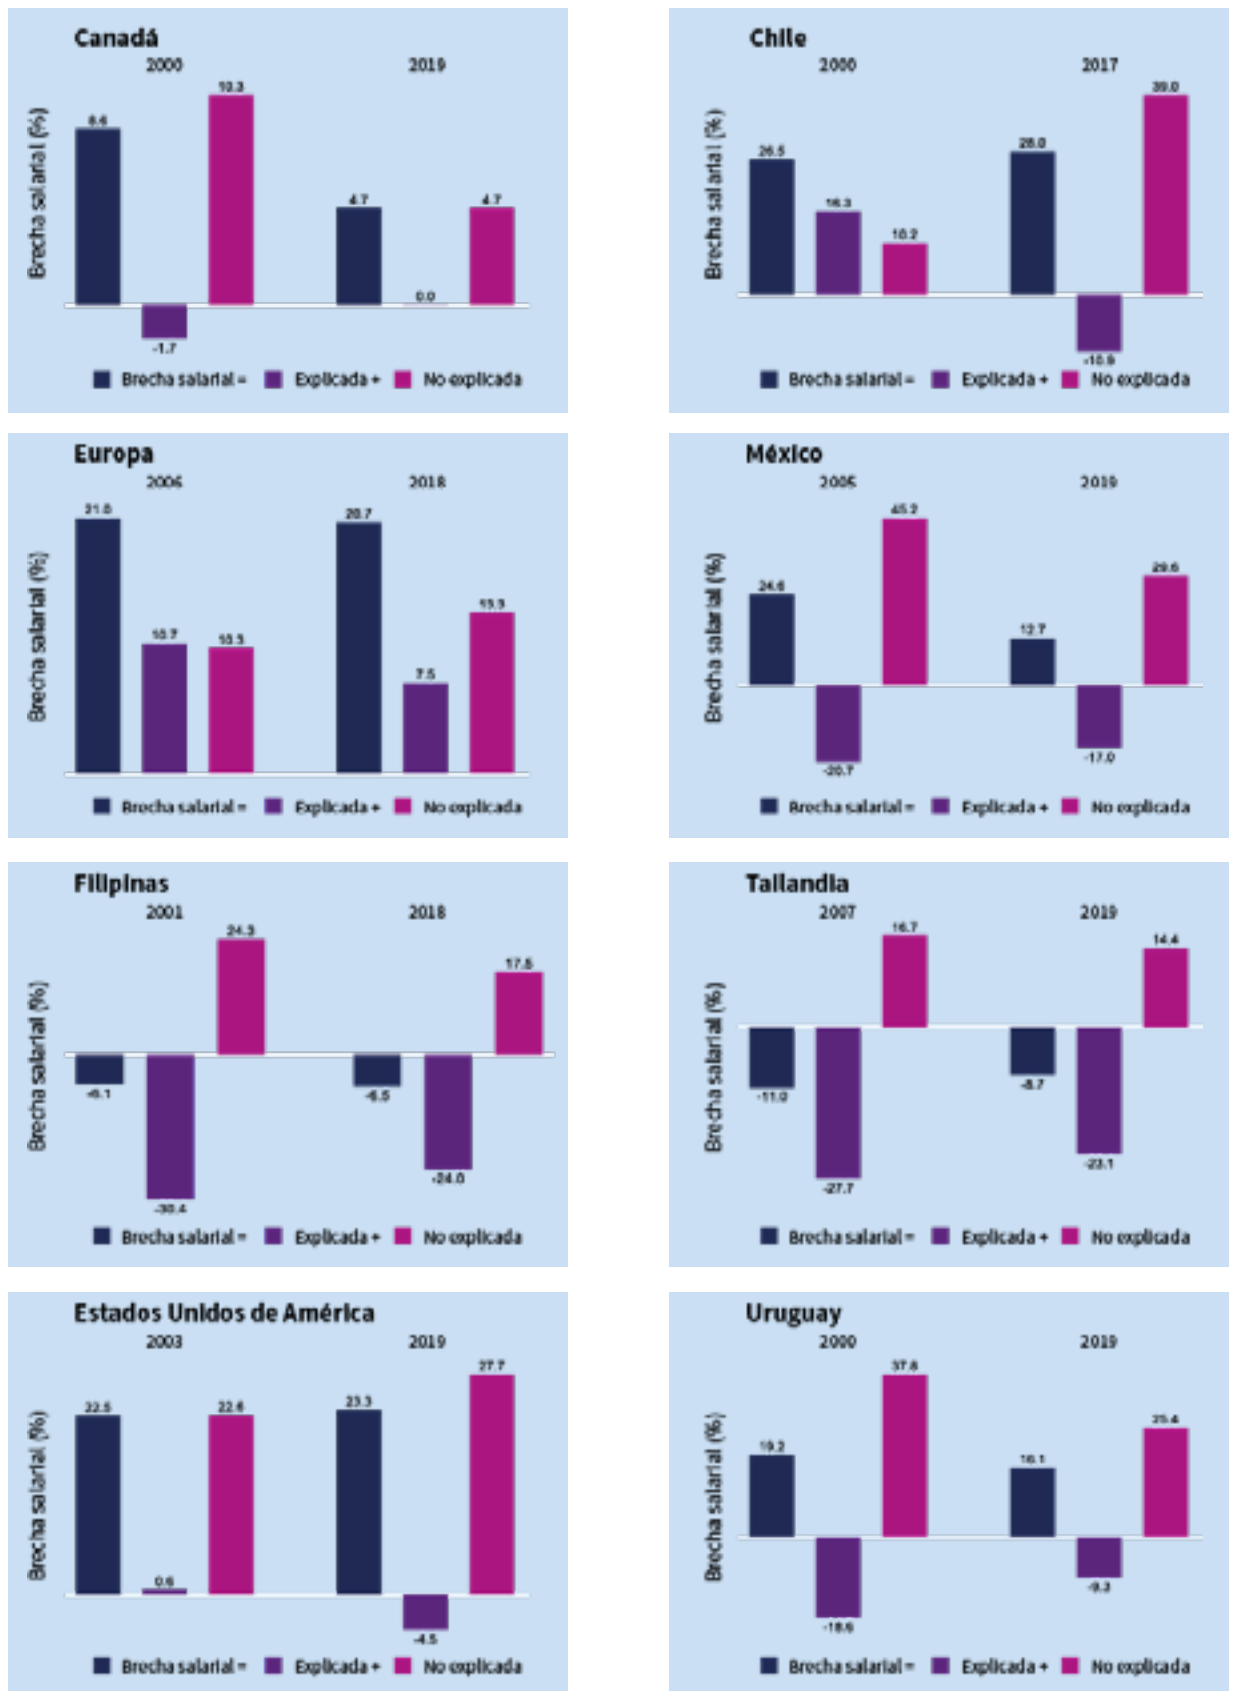 Canadá
2000 2019
Brecha salarial (%)
8.6 -1.7 10.3 4.7 0.0 4.7
Brecha salarial = Explicada + No explicada
Chile
2000 2017
Brecha salarial (%)
26.5 16.3 10.2 28.0 -10.9 39.0
Brecha salarial = Explicada + No explicada
Europa
2006 2018
Brecha salarial (%)
21.0 10.7 10.3 20.7 7.5 13.3
Brecha salarial = Explicada + No explicada
México
2005 2019
Brecha salarial (%)
24.6 -20.7 45.2 12.7 -17.0 29.6
Brecha salarial = Explicada + No explicada
Filipinas
2001 2018
Brecha salarial (%)
-6.1 -30.4 24.3 -6.5 -24.0 17.5
Brecha salarial = Explicada + No explicada
Tailandia
2007 2019
Brecha salarial (%)
-11.0 -27.7 16.7 -8.7 -23.1 14.4
Brecha salarial = Explicada + No explicada
Estados Unidos de América
2003 2019
Brecha salarial (%)
22.5 0.6 22.6 23.3 -4.5 27.7
Brecha salarial = Explicada + No explicada
Uruguay
2000 2019
Brecha salarial (%)
19.2 -18.6 37.8 16.1 -9.3 25.4
Brecha salarial = Explicada + No explicada